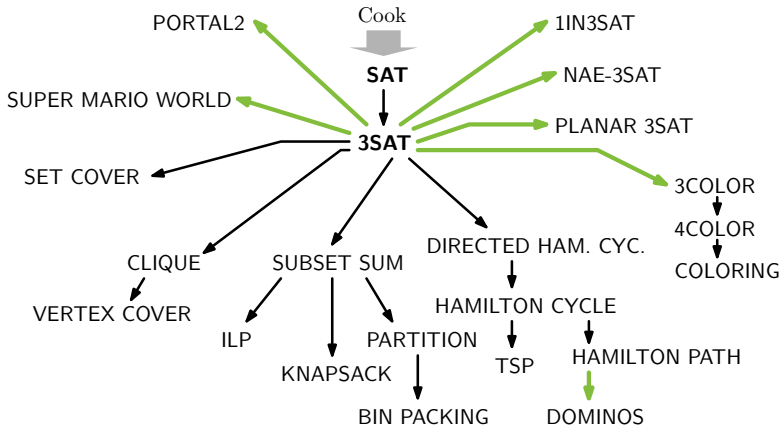 Cook
PORTAL2
1IN3SAT
SAT
NAE-3SAT
SUPER MARIO WORLD
PLANAR 3SAT
3SAT
SET COVER
3COLOR
4COLOR
DIRECTED HAM. CYC.
CLIQUE
SUBSET SUM
COLORING
HAMILTON CYCLE
VERTEX COVER
ILP
PARTITION
HAMILTON PATH
TSP
KNAPSACK
BIN PACKING
DOMINOS